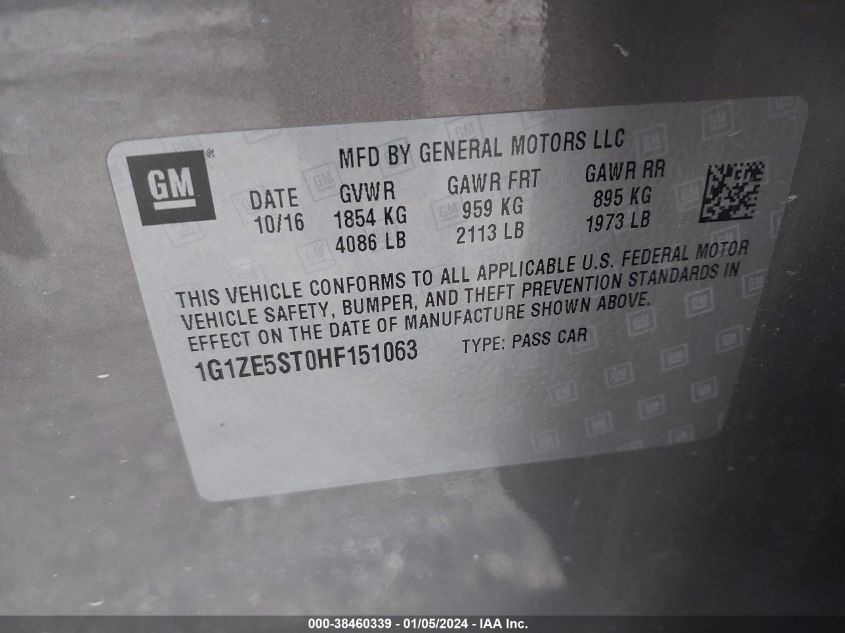 GM®
MFD BY GENERAL MOTORS LLC
DATE GVWR GAWR FRT GAWR RR
10/16 1854 KG 959 KG 895 KG
4086 LB 2113 LB 1973 LB
THIS VEHICLE CONFORMS TO ALL APPLICABLE U.S. FEDERAL MOTOR
VEHICLE SAFETY, BUMPER, AND THEFT PREVENTION STANDARDS IN
EFFECT ON THE DATE OF MANUFACTURE SHOWN ABOVE.
1G1ZE5ST0HF151063 TYPE: PASS CAR
000-38460339 - 01/05/2024 - IAA Inc.